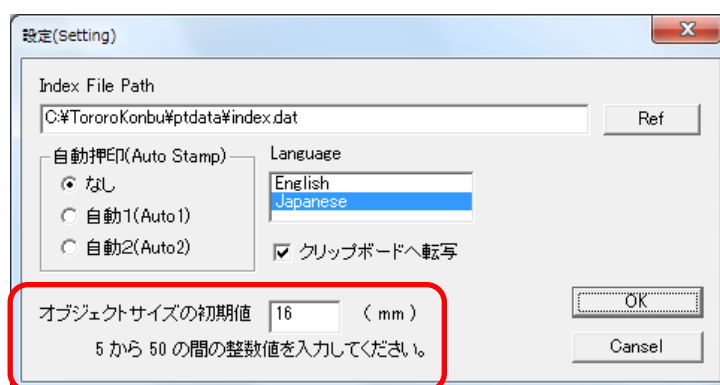 設定(Setting)
Index File Path
C:¥TororoKonbu¥ptdata¥index.dat
Ref
自動押印(Auto Stamp)
なし
自動1(Auto1)
自動2(Auto2)
Language
English
Japanese
クリップボードへ転写
オブジェクトサイズの初期値 16 (mm)
5 から 50 の間の整数値を入力してください。
OK
Cansel